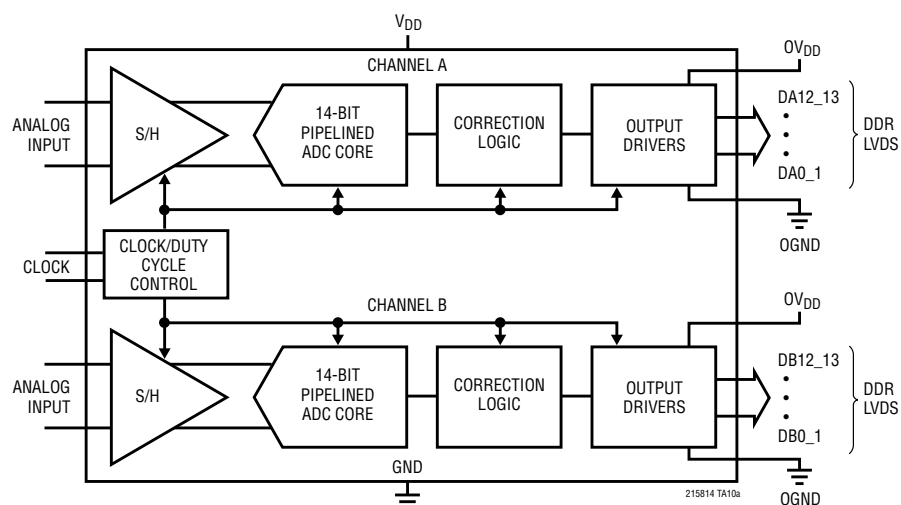 VDD
CHANNEL A
OVDD
ANALOG
INPUT
S/H
14-BIT
PIPELINED
ADC CORE
CORRECTION
LOGIC
OUTPUT
DRIVERS
DA12_13
•
•
•
DA0_1
DDR
LVDS
OGND
CLOCK
CLOCK/DUTY
CYCLE
CONTROL
CHANNEL B
OVDD
ANALOG
INPUT
S/H
14-BIT
PIPELINED
ADC CORE
CORRECTION
LOGIC
OUTPUT
DRIVERS
DB12_13
•
•
•
DB0_1
DDR
LVDS
GND
215814 TA10a
OGND